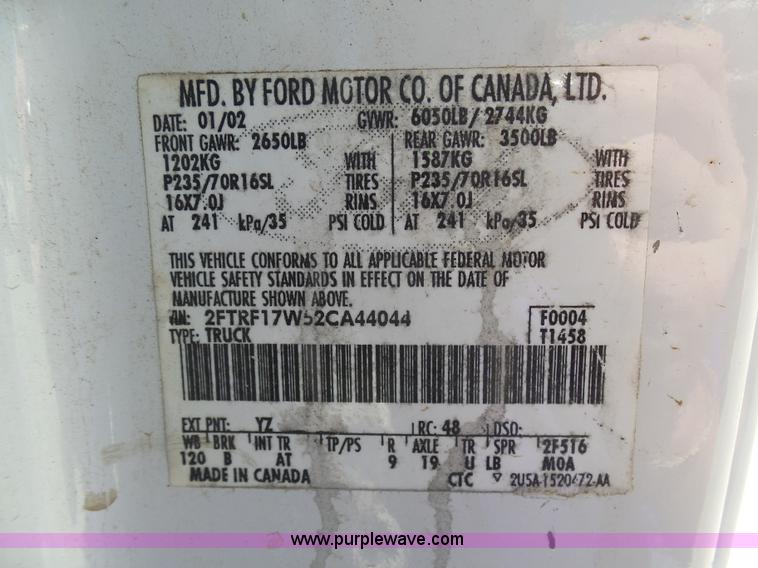 MFD. BY FORD MOTOR CO. OF CANADA, LTD.
DATE: 01/02 GVWR: 6050LB/2744KG
FRONT GAWR: 2650LB REAR GAWR: 3500LB
1202KG WITH 1587KG WITH
P235/70R16SL TIRES P235/70R16SL TIRES
16X7.0J RIMS 16X7.0J RIMS
AT 241 kPa/35 PSI COLD AT 241 kPa/35 PSI COLD
THIS VEHICLE CONFORMS TO ALL APPLICABLE FEDERAL MOTOR
VEHICLE SAFETY STANDARDS IN EFFECT ON THE DATE OF
MANUFACTURE SHOWN ABOVE.
VIN: 2FTRF17W52CA44044 F0004
TYPE: TRUCK T1458
EXT PNT: YZ RC: 48 DSO:
WB BRK INT TR TP/PS R AXLE TR SPR 2F516
120 B AT 9 19 U LB MOA
MADE IN CANADA CTC 2U5A-1520472-AA
www.purplewave.com